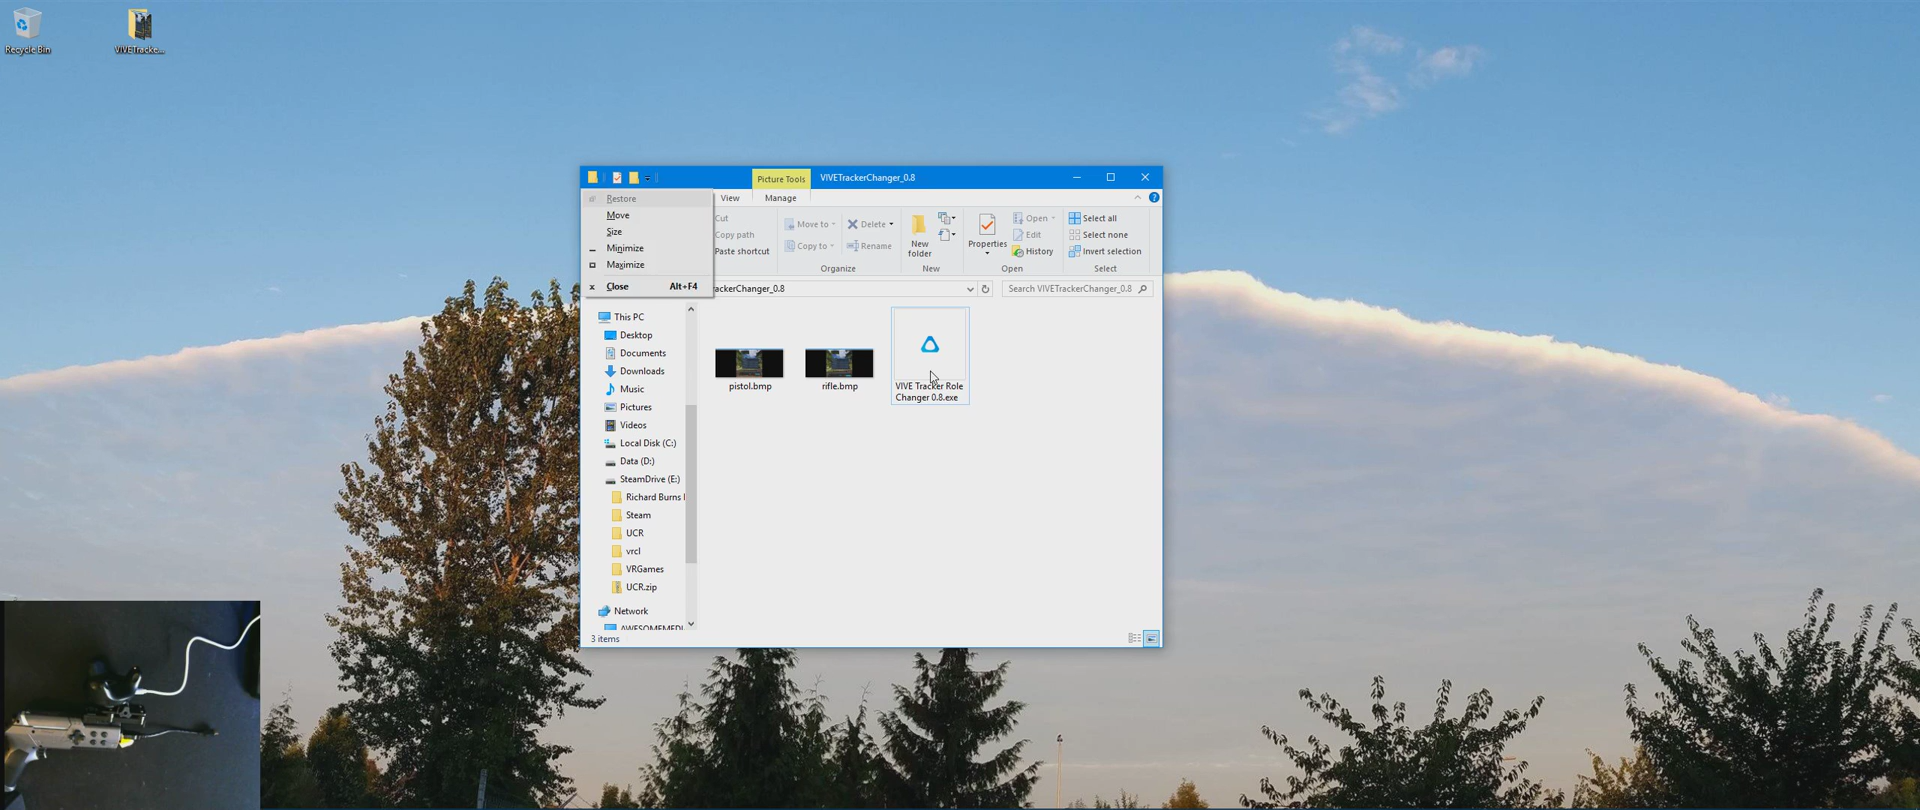 Recycle Bin
VIVETracke...
Picture Tools
VIVETrackerChanger_0.8
View
Manage
Restore
Move
Size
Minimize
Maximize
Close Alt+F4
Cut
Copy path
Paste shortcut
Move to
Copy to
Delete
Rename
Organize
New
folder
New
Properties
Open
Edit
History
Open
Select all
Select none
Invert selection
Select
ackerChanger_0.8
Search VIVETrackerChanger_0.8
This PC
Desktop
Documents
Downloads
Music
Pictures
Videos
Local Disk (C:)
Data (D:)
SteamDrive (E:)
Richard Burns
Steam
UCR
vrcl
VRGames
UCR.zip
Network
AWESOMEMEDI
pistol.bmp
rifle.bmp
VIVE Tracker Role
Changer 0.8.exe
3 items